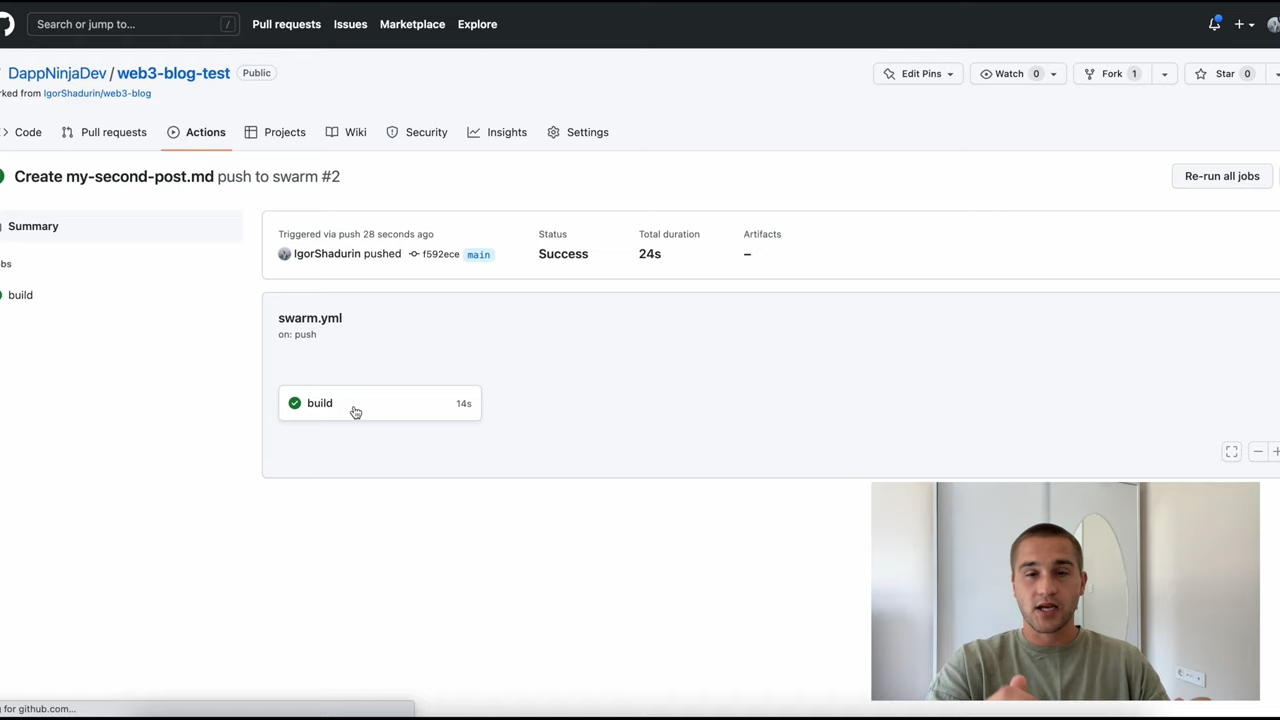 Search or jump to... /
Pull requests Issues Marketplace Explore
DappNinjaDev / web3-blog-test Public
Edit Pins Watch 0 Fork 1 Star 0
rked from IgorShadurin/web3-blog
Code Pull requests Actions Projects Wiki Security Insights Settings
Create my-second-post.md push to swarm #2
Re-run all jobs
Summary
Triggered via push 28 seconds ago Status Total duration Artifacts
IgorShadurin pushed f592ece main Success 24s –
bs
build
swarm.yml
on: push
build 14s
g for github.com...